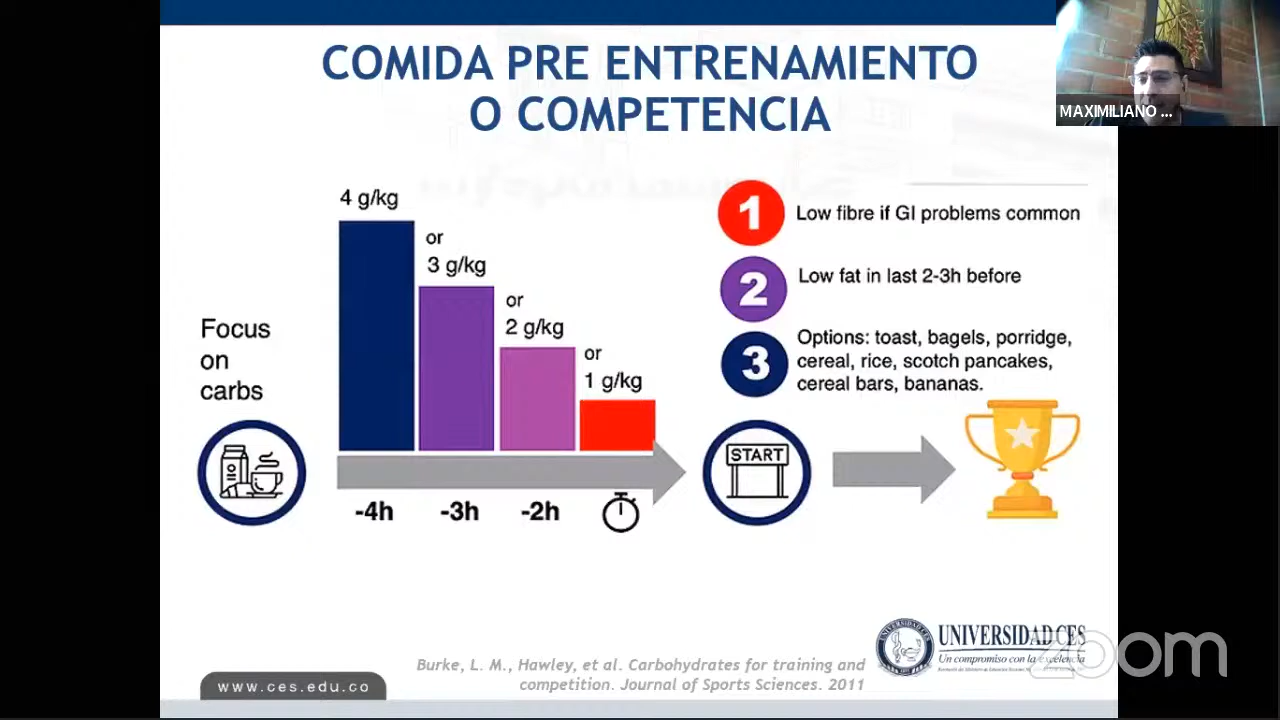 COMIDA PRE ENTRENAMIENTO
O COMPETENCIA
MAXIMILIANO ...
4 g/kg
or
3 g/kg
or
2 g/kg
or
1 g/kg
Focus
on
carbs
-4h
-3h
-2h
1
Low fibre if GI problems common
2
Low fat in last 2-3h before
3
Options: toast, bagels, porridge,
cereal, rice, scotch pancakes,
cereal bars, bananas.
START
Burke, L. M., Hawley, et al. Carbohydrates for training and
competition. Journal of Sports Sciences. 2011
www.ces.edu.co
UNIVERSIDAD CES
Un compromiso con la excelencia
zoom